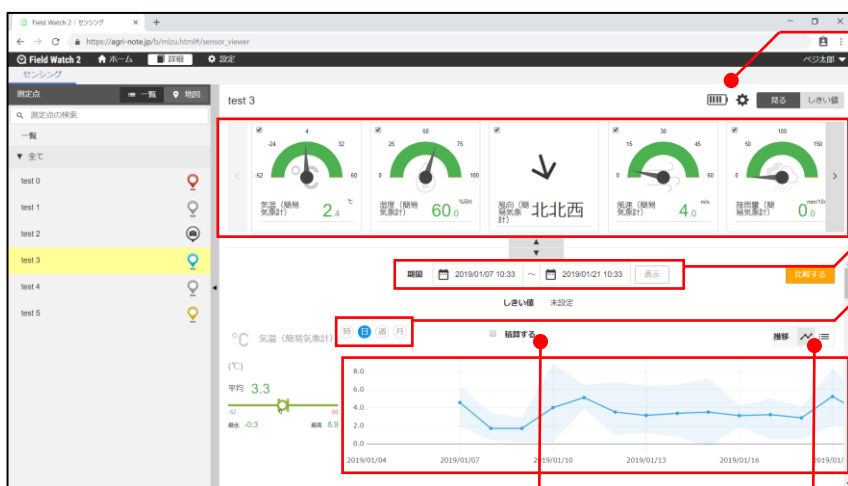 Field Watch 2 | センシング
https://agri-note.jp/b/mizu.html#/sensor_viewer
Field Watch 2 ホーム 詳細 設定 ベジ太郎
センシング
測定点 一覧 地図
測定点の検索
一覧
全て
test 0
test 1
test 2
test 3
test 4
test 5
test 3 見る しきい値
-52 -24 4 32 60
気温 (簡易気象計) 2.4 ℃
0 25 50 75 100
湿度 (簡易気象計) 60.0 %RH
風向 (簡易気象計) 北北西
0 15 30 45 60
風速 (簡易気象計) 4.0 m/s
0 50 100 150
降雨量 (簡易気象計) 0.0
期間 2019/01/07 10:33 ~ 2019/01/21 10:33 表示 比較する
しきい値 未設定
℃ 気温 (簡易気象計) 時 日 週 月 積算する 推移
(℃)
平均 3.3
-52 60
最低 -0.3 最高 8.9
8.0
6.0
4.0
2.0
0.0
2019/01/04 2019/01/07 2019/01/10 2019/01/13 2019/01/16 2019/01/